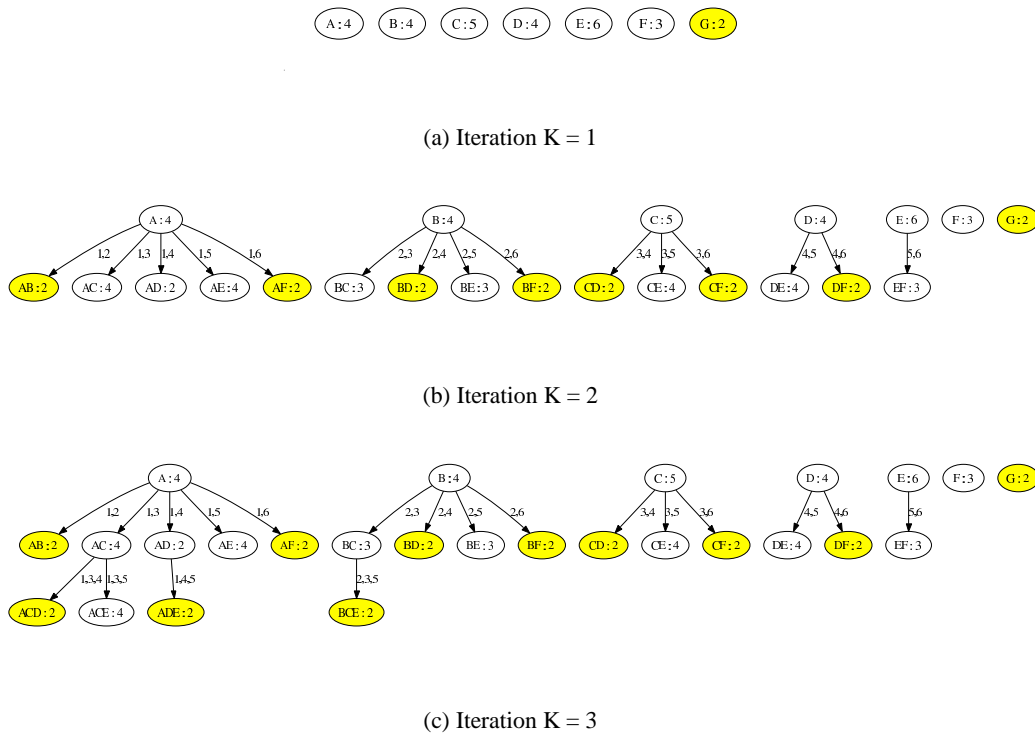 A:4 B:4 C:5 D:4 E:6 F:3 G:2
(a) Iteration K = 1
A:4 B:4 C:5 D:4 E:6 F:3 G:2
1,2 1,3 1,4 1,5 1,6 2,3 2,4 2,5 2,6 3,4 3,5 3,6 4,5 4,6 5,6
AB:2 AC:4 AD:2 AE:4 AF:2 BC:3 BD:2 BE:3 BF:2 CD:2 CE:4 CF:2 DE:4 DF:2 EF:3
(b) Iteration K = 2
A:4 B:4 C:5 D:4 E:6 F:3 G:2
1,2 1,3 1,4 1,5 1,6 2,3 2,4 2,5 2,6 3,4 3,5 3,6 4,5 4,6 5,6
AB:2 AC:4 AD:2 AE:4 AF:2 BC:3 BD:2 BE:3 BF:2 CD:2 CE:4 CF:2 DE:4 DF:2 EF:3
1,3,4 1,3,5 1,4,5 2,3,5
ACD:2 ACE:4 ADE:2 BCE:2
(c) Iteration K = 3